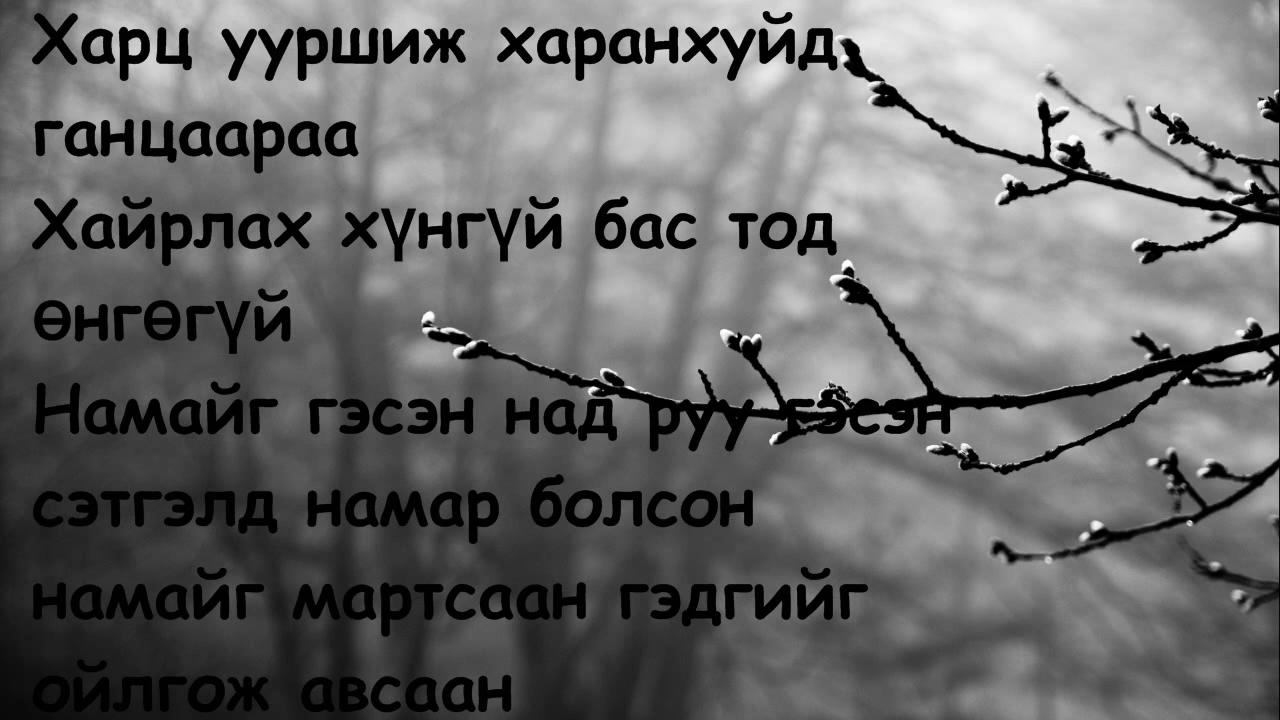 Харц ууршиж харанхуйд
ганцаараа
Хайрлах хүнгүй бас тод
өнгөгүй
Намайг гэсэн над руу гэсэн
сэтгэлд намар болсон
намайг мартсаан гэдгийг
ойлгож авсаан